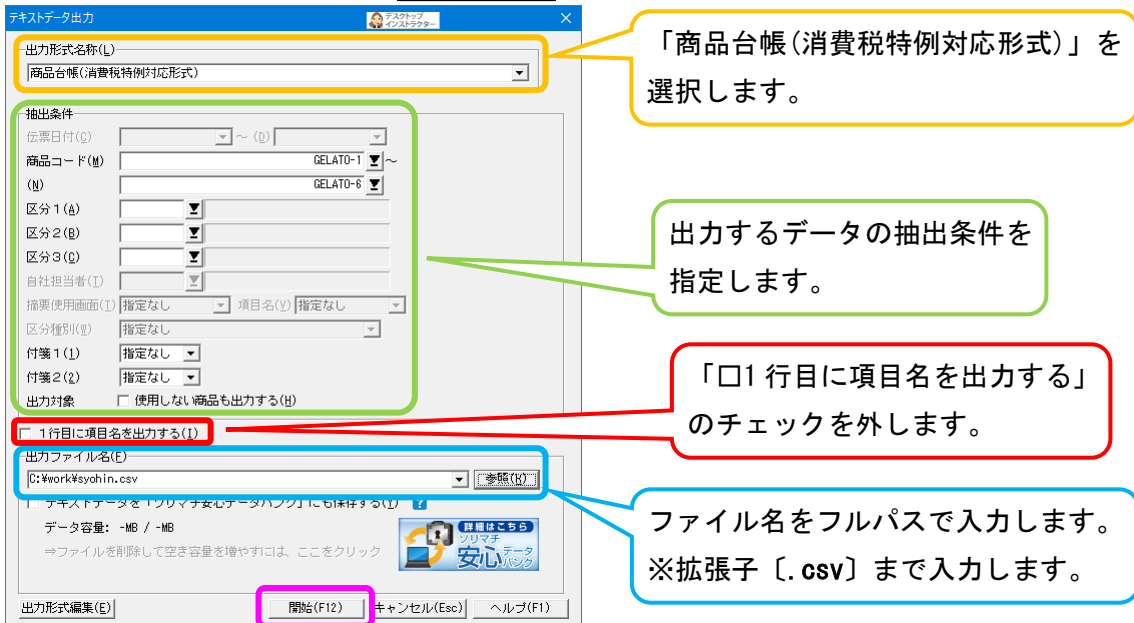 テキストデータ出力
デスクトップ
インストラクター
出力形式名称(L)
商品台帳(消費税特例対応形式)
「商品台帳(消費税特例対応形式)」を
選択します。
抽出条件
伝票日付(C) ～ (D)
商品コード(M) GELATO-1 ～
(N) GELATO-6
区分1(A)
区分2(B)
区分3(C)
自社担当者(T)
摘要使用画面(T) 指定なし 項目名(Y) 指定なし
区分種別(W) 指定なし
付箋1(1) 指定なし
付箋2(2) 指定なし
出力対象 使用しない商品も出力する(H)
出力するデータの抽出条件を
指定します。
1行目に項目名を出力する(I)
「□1行目に項目名を出力する」
のチェックを外します。
出力ファイル名(F)
C:¥work¥syohin.csv 参照(K)
テキストデータを「ソリマチ安心データバンク」にも保存する(Y) ?
データ容量: -MB / -MB
⇒ファイルを削除して空き容量を増やすには、ここをクリック
詳細はこちら
ソリマチ
安心データバンク
ファイル名をフルパスで入力します。
※拡張子〔.csv〕まで入力します。
出力形式編集(E) 開始(F12) キャンセル(Esc) ヘルプ(F1)